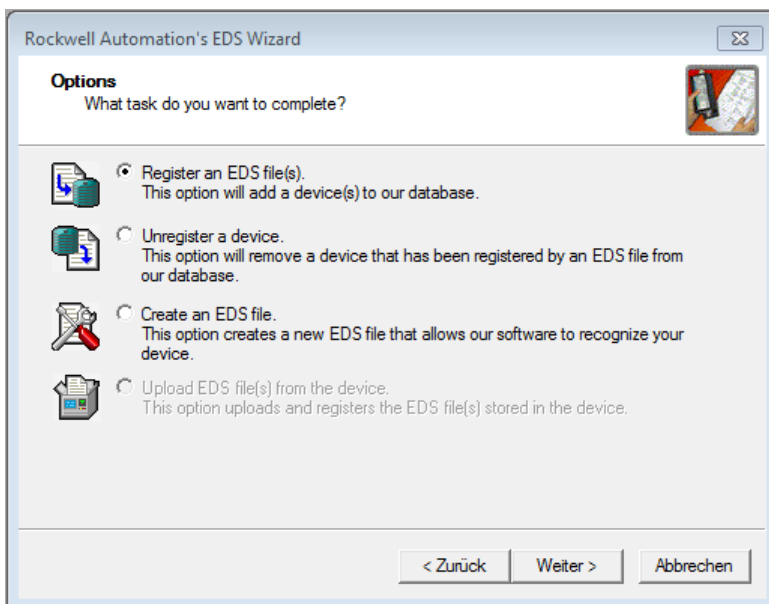 Rockwell Automation's EDS Wizard
Options
What task do you want to complete?
Register an EDS file(s).
This option will add a device(s) to our database.
Unregister a device.
This option will remove a device that has been registered by an EDS file from
our database.
Create an EDS file.
This option creates a new EDS file that allows our software to recognize your
device.
Upload EDS file(s) from the device.
This option uploads and registers the EDS file(s) stored in the device.
< Zurück
Weiter >
Abbrechen